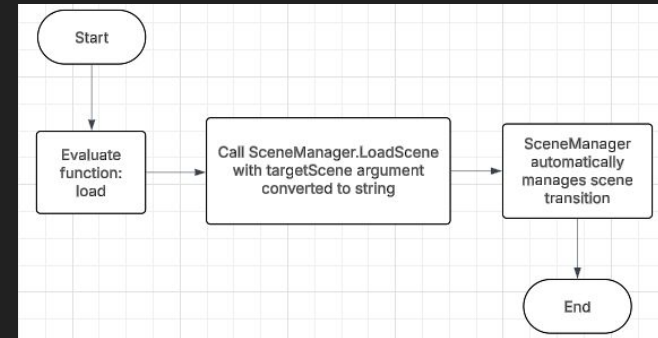 Start
Evaluate
function:
load
Call SceneManager.LoadScene
with targetScene argument
converted to string
SceneManager
automatically
manages scene
transition
End